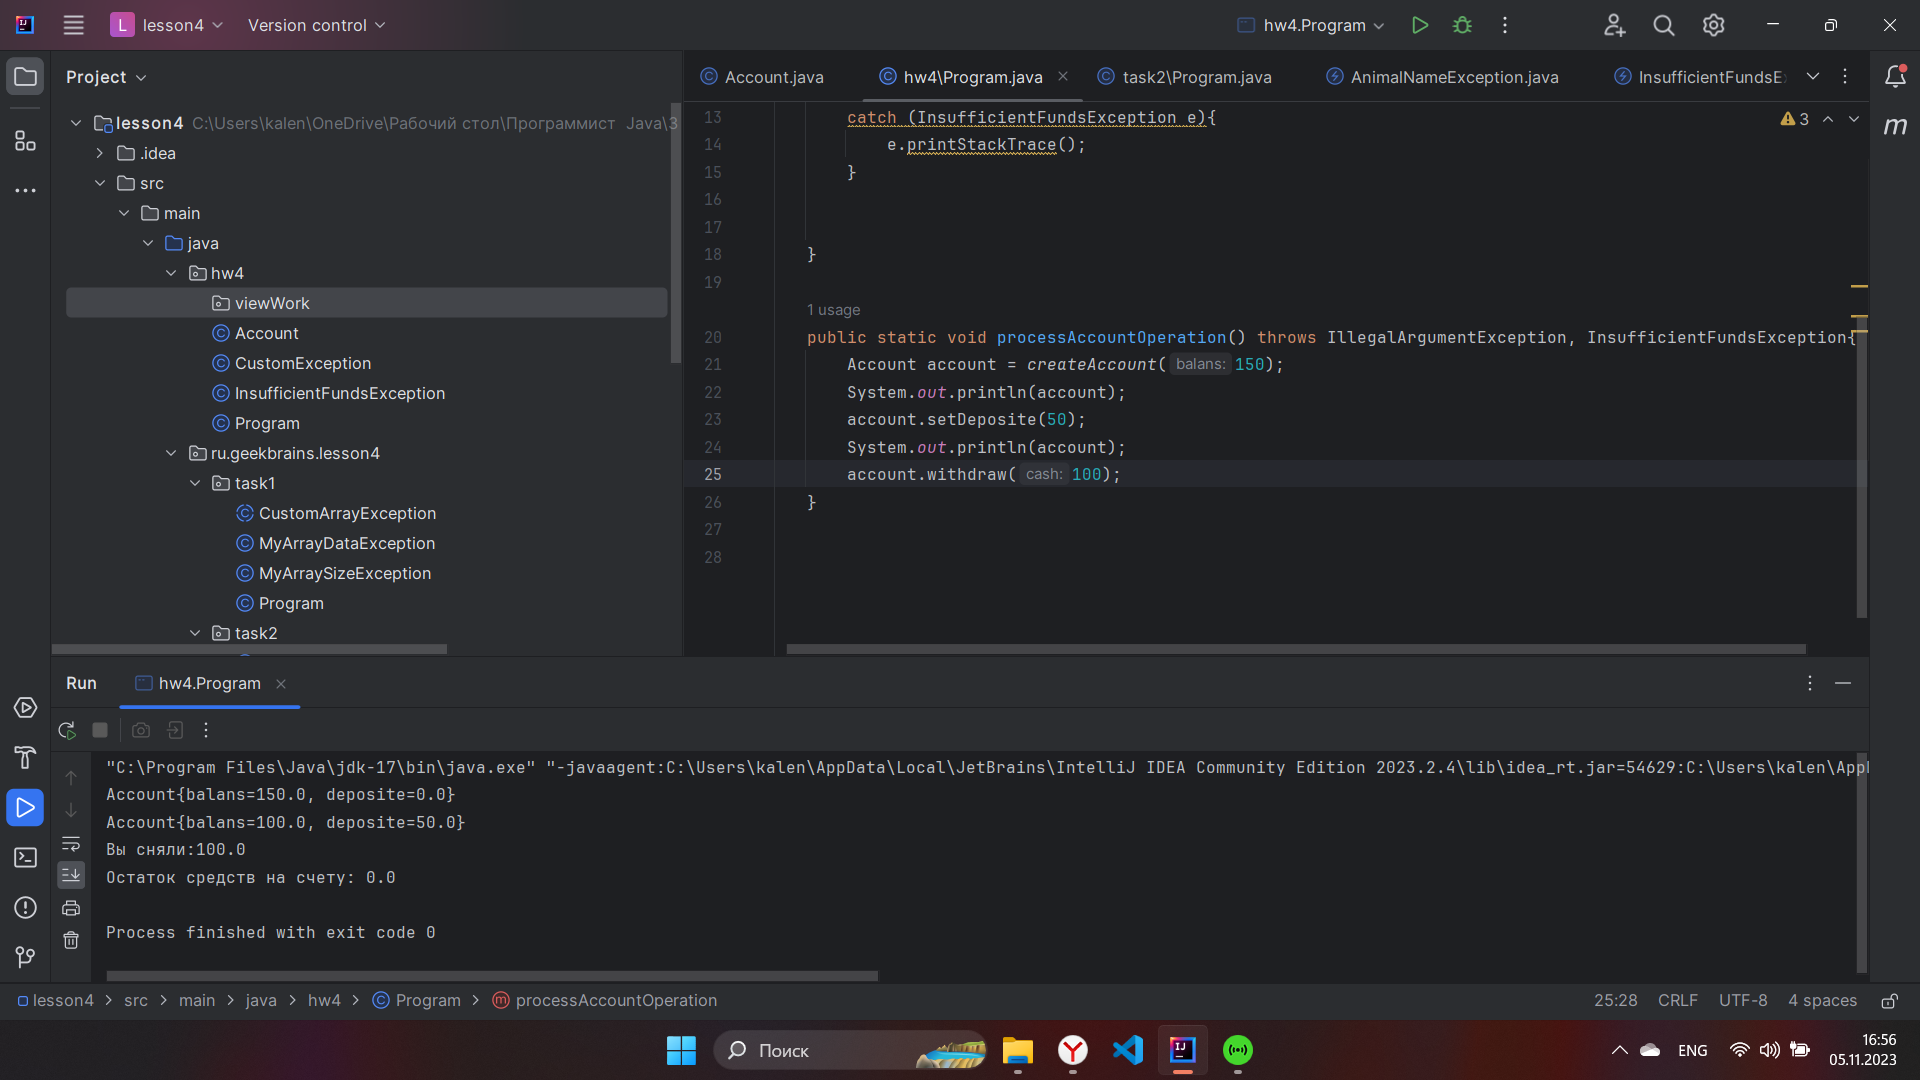 L lesson4 Version control hw4.Program
Project
lesson4 C:\Users\kalen\OneDrive\Рабочий стол\Программист Java\3
.idea
src
main
java
hw4
viewWork
Account
CustomException
InsufficientFundsException
Program
ru.geekbrains.lesson4
task1
CustomArrayException
MyArrayDataException
MyArraySizeException
Program
task2
Account.java hw4\Program.java task2\Program.java AnimalNameException.java InsufficientFundsE
3
13 catch (InsufficientFundsException e){
14 e.printStackTrace();
15 }
16
17
18 }
19
1 usage
20 public static void processAccountOperation() throws IllegalArgumentException, InsufficientFundsException{
21 Account account = createAccount( balans: 150);
22 System.out.println(account);
23 account.setDeposite(50);
24 System.out.println(account);
25 account.withdraw( cash: 100);
26 }
27
28
m
Run hw4.Program
"C:\Program Files\Java\jdk-17\bin\java.exe" "-javaagent:C:\Users\kalen\AppData\Local\JetBrains\IntelliJ IDEA Community Edition 2023.2.4\lib\idea_rt.jar=54629:C:\Users\kalen\App
Account{balans=150.0, deposite=0.0}
Account{balans=100.0, deposite=50.0}
Вы сняли:100.0
Остаток средств на счету: 0.0
Process finished with exit code 0
lesson4 src main java hw4 Program processAccountOperation
25:28 CRLF UTF-8 4 spaces
Поиск
ENG
16:56
05.11.2023